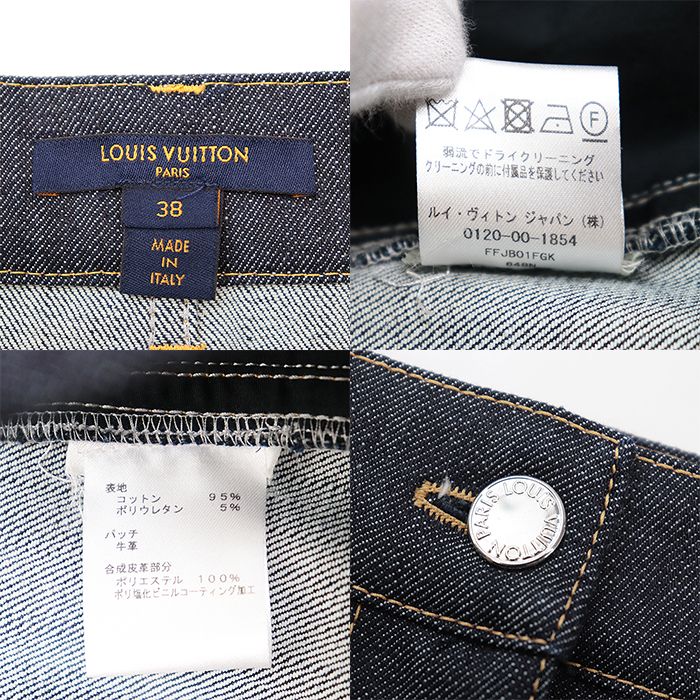 LOUIS VUITTON
PARIS
38
MADE
IN
ITALY
弱流でドライクリーニング
クリーニングの前に付属品を保護してください
ルイ・ヴィトン ジャパン (株)
0120-00-1854
FFJB01FGK
648N
表地
コットン 95%
ポリウレタン 5%
パッチ
牛革
合成皮革部分
ポリエステル 100%
ポリ塩化ビニルコーティング加工
PARIS LOUIS VUITTON